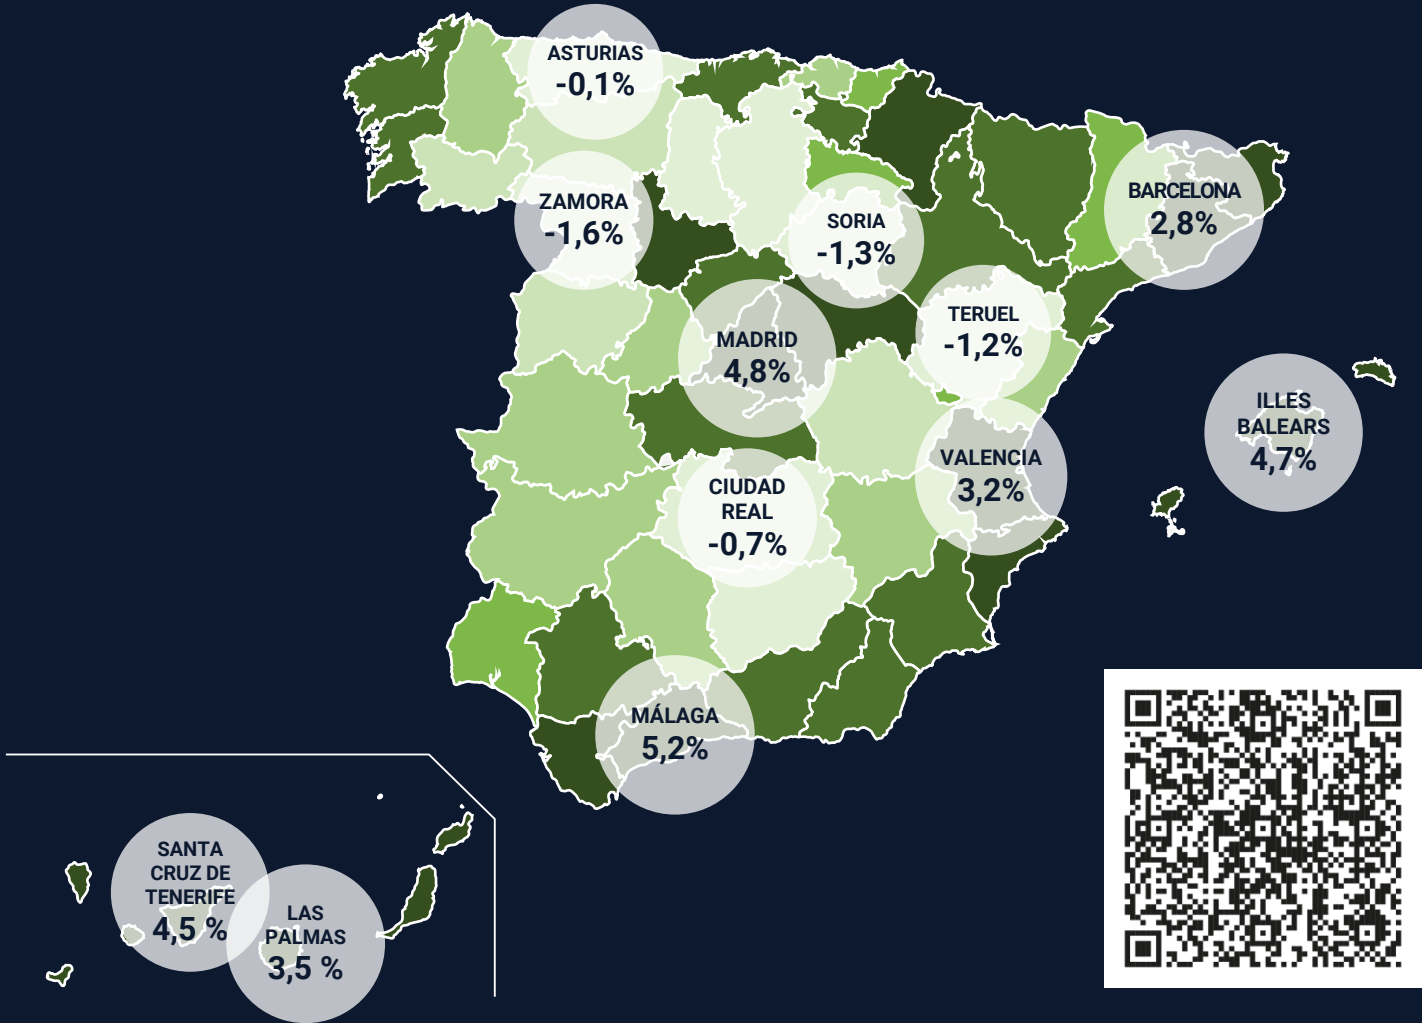 ASTURIAS
-0,1%
ZAMORA
-1,6%
SORIA
-1,3%
BARCELONA
2,8%
MADRID
4,8%
TERUEL
-1,2%
ILLES
BALEARS
4,7%
VALENCIA
3,2%
CIUDAD
REAL
-0,7%
MÁLAGA
5,2%
SANTA
CRUZ DE
TENERIFE
4,5 %
LAS
PALMAS
3,5 %